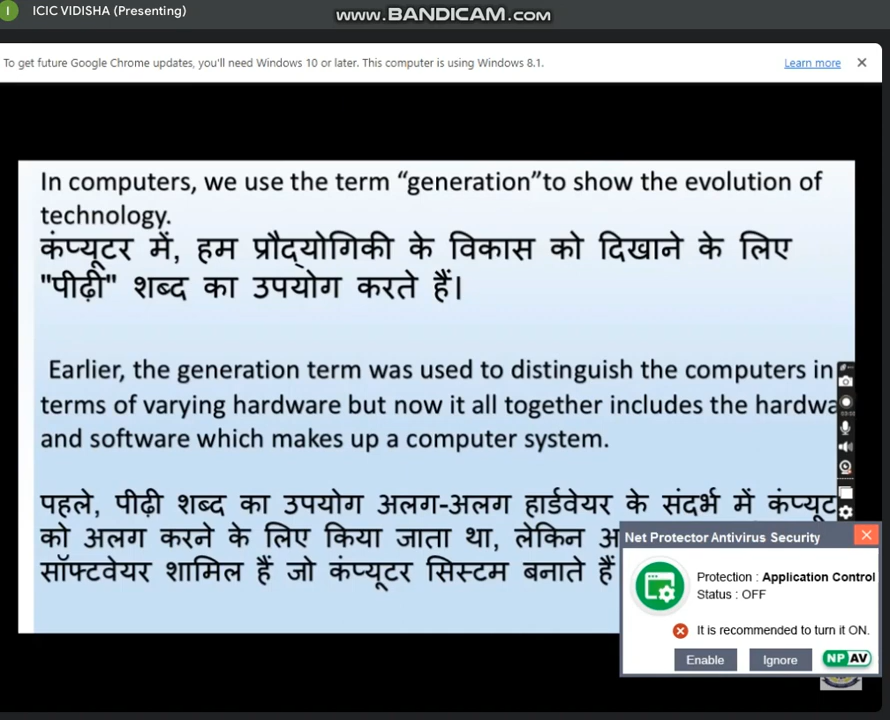 I
ICIC VIDISHA (Presenting)
www.BANDICAM.com
To get future Google Chrome updates, you'll need Windows 10 or later. This computer is using Windows 8.1.
Learn more
In computers, we use the term “generation”to show the evolution of
technology.
कंप्यूटर में, हम प्रौद्योगिकी के विकास को दिखाने के लिए
"पीढ़ी" शब्द का उपयोग करते हैं।
Earlier, the generation term was used to distinguish the computers in
terms of varying hardware but now it all together includes the hardwa
and software which makes up a computer system.
पहले, पीढ़ी शब्द का उपयोग अलग-अलग हार्डवेयर के संदर्भ में कंप्यूट
को अलग करने के लिए किया जाता था, लेकिन अ
सॉफ्टवेयर शामिल हैं जो कंप्यूटर सिस्टम बनाते हैं
Net Protector Antivirus Security
Protection : Application Control
Status : OFF
It is recommended to turn it ON.
Enable
Ignore
NP AV